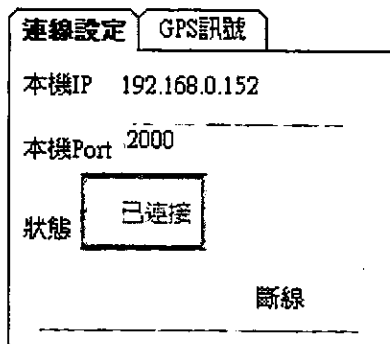 連線設定 GPS訊號
本機IP 192.168.0.152
本機Port 2000
狀態 已連接
斷線